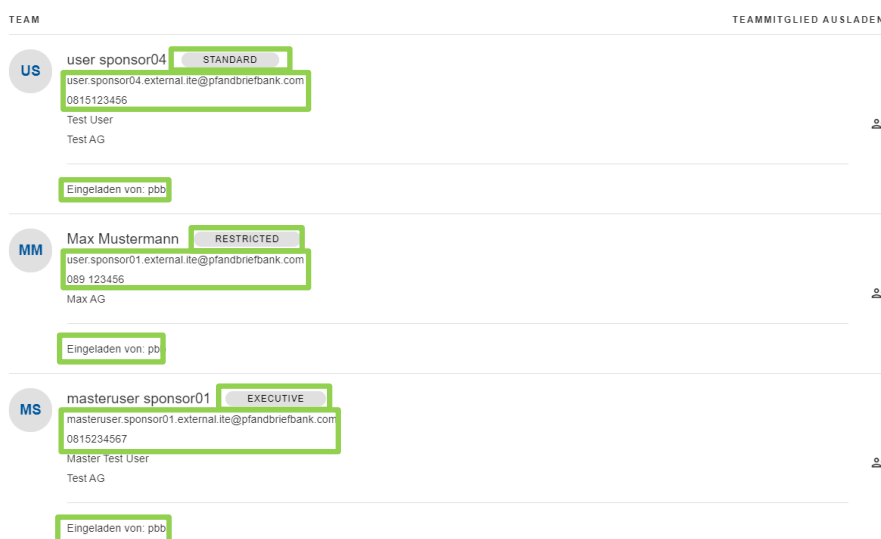 TEAM TEAMMITGLIED AUSLADEN
US user sponsor04 STANDARD
user.sponsor04.external.ite@pfandbriefbank.com
0815123456
Test User
Test AG
Eingeladen von: pbb
MM Max Mustermann RESTRICTED
user.sponsor01.external.ite@pfandbriefbank.com
089 123456
Max AG
Eingeladen von: pb
MS masteruser sponsor01 EXECUTIVE
masteruser.sponsor01.external.ite@pfandbriefbank.com
0815234567
Master Test User
Test AG
Eingeladen von: pbb